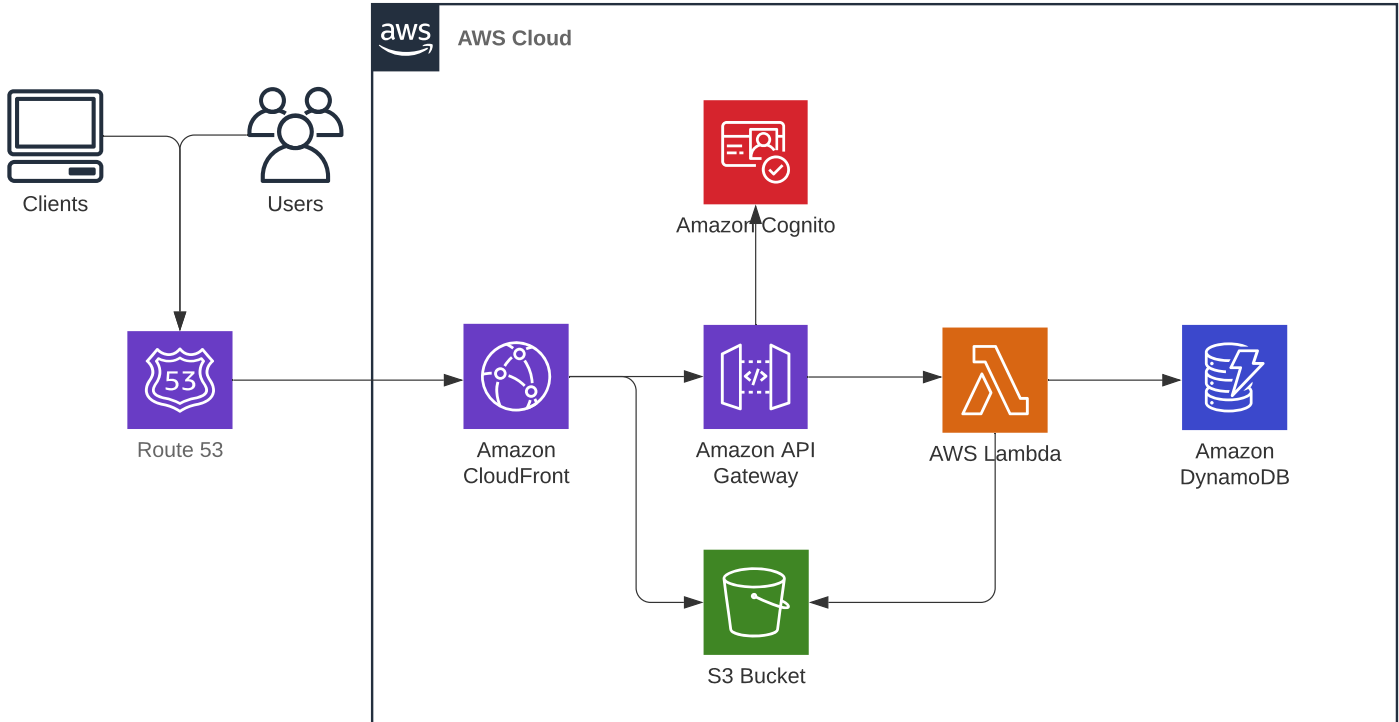 aws
AWS Cloud
Clients
Users
Amazon Cognito
53
</>
Route 53
Amazon
CloudFront
Amazon API
Gateway
AWS Lambda
Amazon
DynamoDB
S3 Bucket